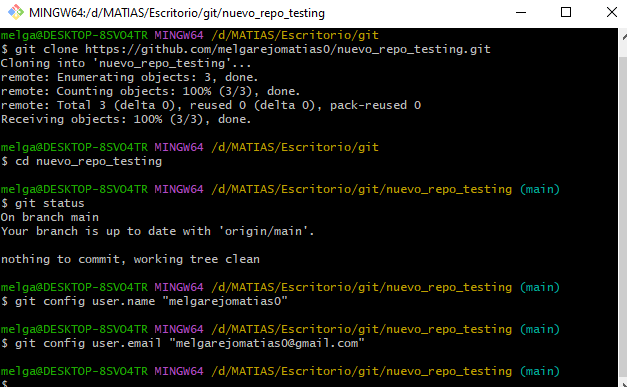 MINGW64:/d/MATIAS/Escritorio/git/nuevo_repo_testing
melga@DESKTOP-8SVO4TR MINGW64 /d/MATIAS/Escritorio/git
$ git clone https://github.com/melgarejomatias0/nuevo_repo_testing.git
Cloning into 'nuevo_repo_testing'...
remote: Enumerating objects: 3, done.
remote: Counting objects: 100% (3/3), done.
remote: Total 3 (delta 0), reused 0 (delta 0), pack-reused 0
Receiving objects: 100% (3/3), done.
melga@DESKTOP-8SVO4TR MINGW64 /d/MATIAS/Escritorio/git
$ cd nuevo_repo_testing
melga@DESKTOP-8SVO4TR MINGW64 /d/MATIAS/Escritorio/git/nuevo_repo_testing (main)
$ git status
On branch main
Your branch is up to date with 'origin/main'.
nothing to commit, working tree clean
melga@DESKTOP-8SVO4TR MINGW64 /d/MATIAS/Escritorio/git/nuevo_repo_testing (main)
$ git config user.name "melgarejomatias0"
melga@DESKTOP-8SVO4TR MINGW64 /d/MATIAS/Escritorio/git/nuevo_repo_testing (main)
$ git config user.email "melgarejomatias0@gmail.com"
melga@DESKTOP-8SVO4TR MINGW64 /d/MATIAS/Escritorio/git/nuevo_repo_testing (main)
$